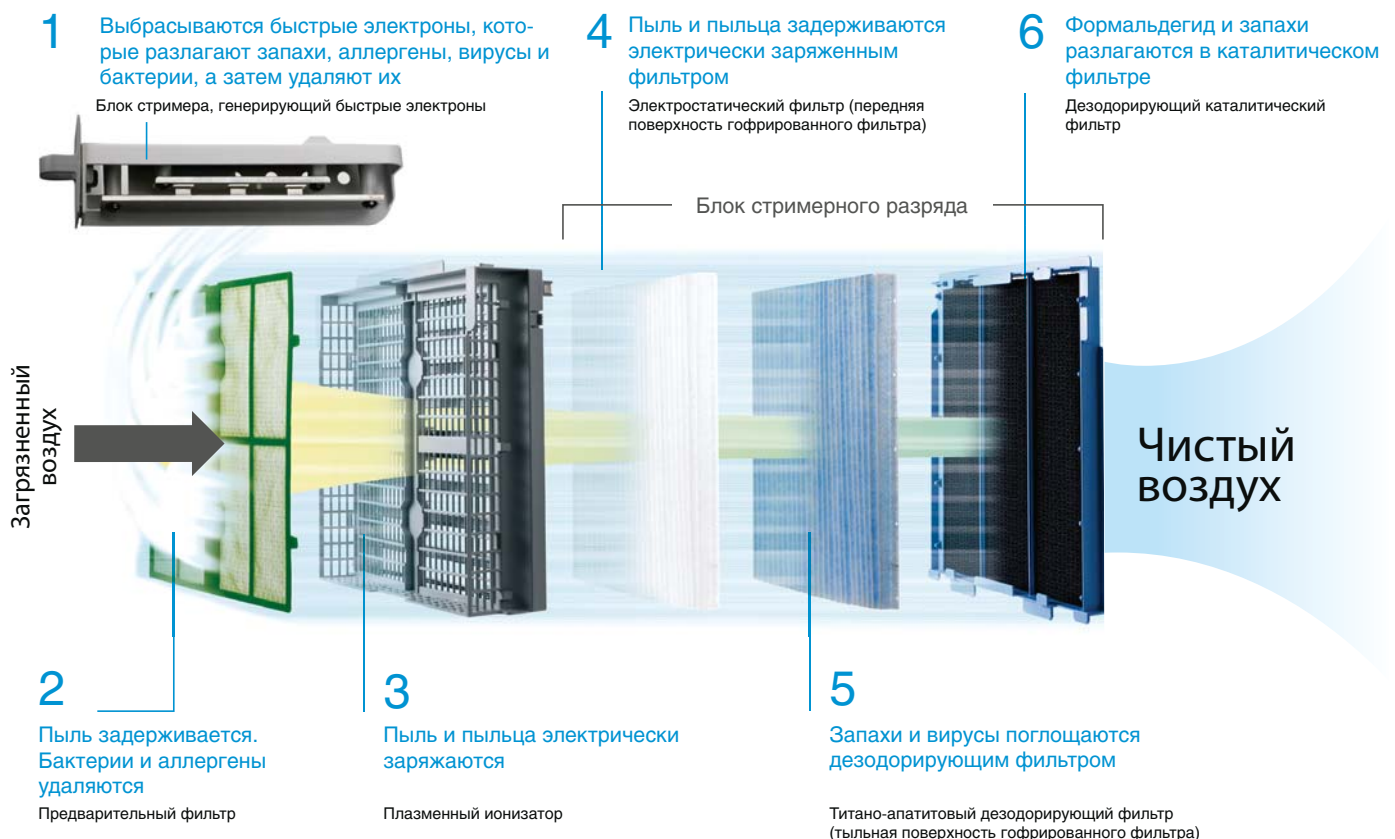 1
Выбрасываются быстрые электроны, кото-
рые разлагают запахи, аллергены, вирусы и
бактерии, а затем удаляют их
Блок стримера, генерирующий быстрые электроны
4
Пыль и пыльца задерживаются
электрически заряженным
фильтром
Электростатический фильтр (передняя
поверхность гофрированного фильтра)
6
Формальдегид и запахи
разлагаются в каталитическом
фильтре
Дезодорирующий каталитический
фильтр
Блок стримерного разряда
Загрязненный
воздух
Чистый
воздух
2
Пыль задерживается.
Бактерии и аллергены
удаляются
Предварительный фильтр
3
Пыль и пыльца электрически
заряжаются
Плазменный ионизатор
5
Запахи и вирусы поглощаются
дезодорирующим фильтром
Титано-апатитовый дезодорирующий фильтр
(тыльная поверхность гофрированного фильтра)